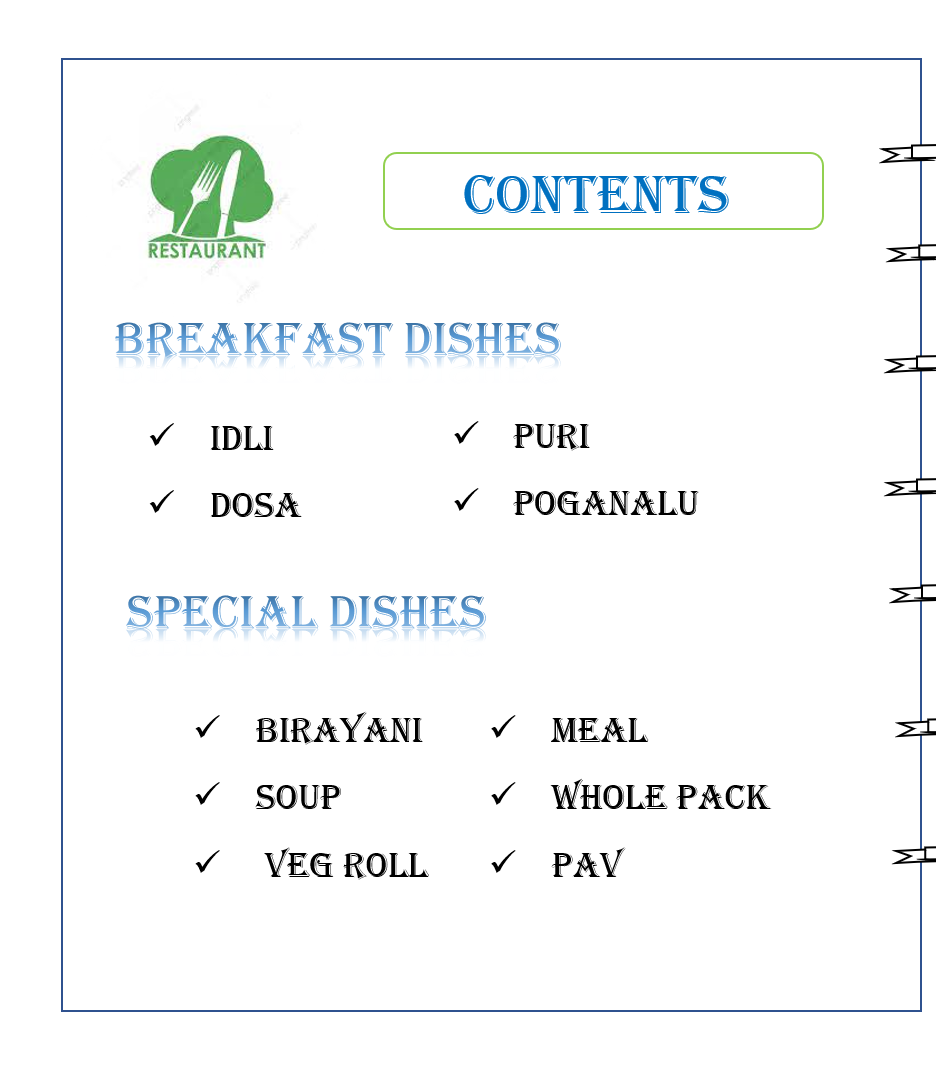 RESTAURANT
CONTENTS
BREAKFAST DISHES
IDLI
DOSA
PURI
POGANALU
SPECIAL DISHES
BIRAYANI
SOUP
VEG ROLL
MEAL
WHOLE PACK
PAV